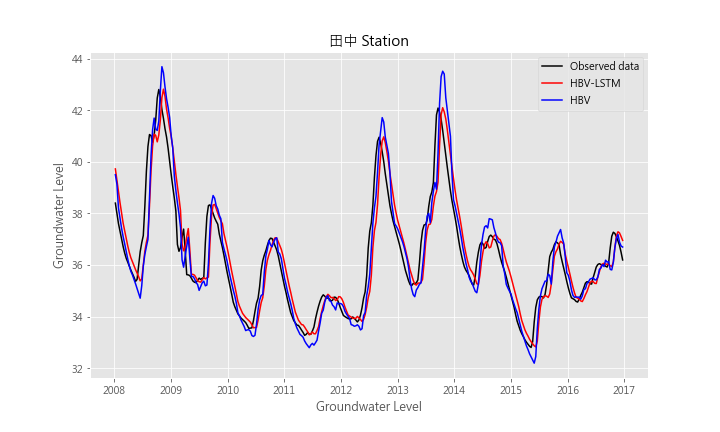 田中 Station
Observed data
HBV-LSTM
HBV
Groundwater Level
44
42
40
38
36
34
32
2008 2009 2010 2011 2012 2013 2014 2015 2016 2017
Groundwater Level